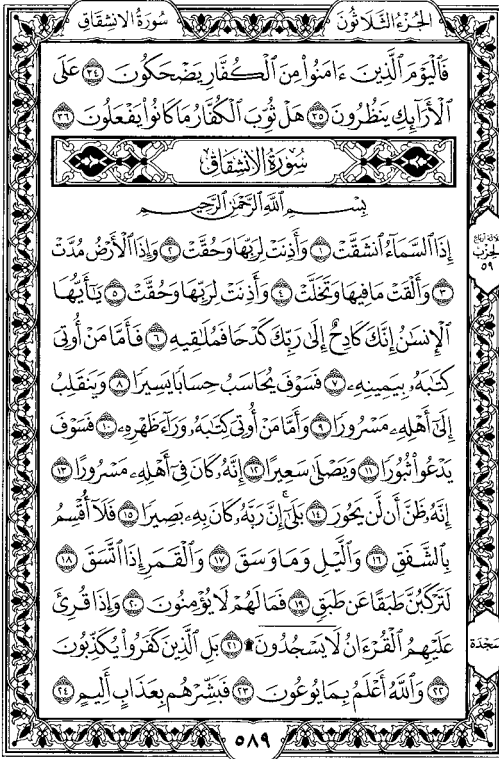 سُورَةُ الانشِقَاقِ
الجُزْءُ الثَّلَاثُونَ
فَٱلْيَوْمَ ٱلَّذِينَ ءَامَنُوا۟ مِنَ ٱلْكُفَّارِ يَضْحَكُونَ ٣٤ عَلَى
ٱلْأَرَآئِكِ يَنظُرُونَ ٣٥ هَلْ ثُوِّبَ ٱلْكُفَّارُ مَا كَانُوا۟ يَفْعَلُونَ ٣٦
سُورَةُ الانشِقَاقِ
بِسْمِ ٱللَّهِ ٱلرَّحْمَٰنِ ٱلرَّحِيمِ
إِذَا ٱلسَّمَآءُ ٱنشَقَّتْ ١ وَأَذِنَتْ لِرَبِّهَا وَحُقَّتْ ٢ وَإِذَا ٱلْأَرْضُ مُدَّتْ
٣ وَأَلْقَتْ مَا فِيهَا وَتَخَلَّتْ ٤ وَأَذِنَتْ لِرَبِّهَا وَحُقَّتْ ٥ يَٰٓأَيُّهَا
ٱلْإِنسَٰنُ إِنَّكَ كَادِحٌ إِلَىٰ رَبِّكَ كَدْحًا فَمُلَٰقِيهِ ٦ فَأَمَّا مَنْ أُوتِىَ
كِتَٰبَهُۥ بِيَمِينِهِۦ ٧ فَسَوْفَ يُحَاسَبُ حِسَابًا يَسِيرًا ٨ وَيَنقَلِبُ
إِلَىٰٓ أَهْلِهِۦ مَسْرُورًا ٩ وَأَمَّا مَنْ أُوتِىَ كِتَٰبَهُۥ وَرَآءَ ظَهْرِهِۦ ١٠ فَسَوْفَ
يَدْعُوا۟ ثُبُورًا ١١ وَيَصْلَىٰ سَعِيرًا ١٢ إِنَّهُۥ كَانَ فِىٓ أَهْلِهِۦ مَسْرُورًا ١٣
إِنَّهُۥ ظَنَّ أَن لَّن يَحُورَ ١٤ بَلَىٰٓ إِنَّ رَبَّهُۥ كَانَ بِهِۦ بَصِيرًا ١٥ فَلَآ أُقْسِمُ
بِٱلشَّفَقِ ١٦ وَٱلَّيْلِ وَمَا وَسَقَ ١٧ وَٱلْقَمَرِ إِذَا ٱتَّسَقَ ١٨
لَتَرْكَبُنَّ طَبَقًا عَن طَبَقٍ ١٩ فَمَا لَهُمْ لَا يُؤْمِنُونَ ٢٠ وَإِذَا قُرِئَ
عَلَيْهِمُ ٱلْقُرْءَانُ لَا يَسْجُدُونَ ۩ ٢١ بَلِ ٱلَّذِينَ كَفَرُوا۟ يُكَذِّبُونَ
٢٢ وَٱللَّهُ أَعْلَمُ بِمَا يُوعُونَ ٢٣ فَبَشِّرْهُم بِعَذَابٍ أَلِيمٍ ٢٤
الحِزْبُ
٥٩
سَجْدَة
٥٨٩